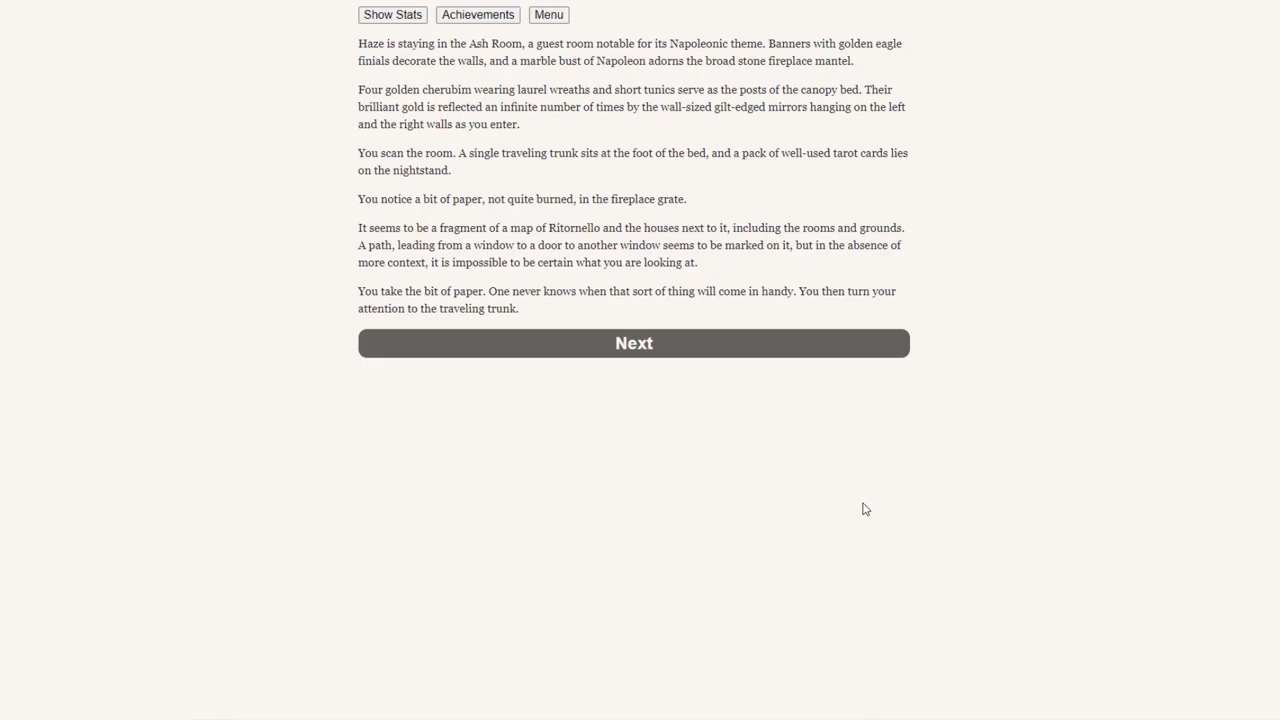 Show Stats Achievements Menu
Haze is staying in the Ash Room, a guest room notable for its Napoleonic theme. Banners with golden eagle
finials decorate the walls, and a marble bust of Napoleon adorns the broad stone fireplace mantel.
Four golden cherubim wearing laurel wreaths and short tunics serve as the posts of the canopy bed. Their
brilliant gold is reflected an infinite number of times by the wall-sized gilt-edged mirrors hanging on the left
and the right walls as you enter.
You scan the room. A single traveling trunk sits at the foot of the bed, and a pack of well-used tarot cards lies
on the nightstand.
You notice a bit of paper, not quite burned, in the fireplace grate.
It seems to be a fragment of a map of Ritornello and the houses next to it, including the rooms and grounds.
A path, leading from a window to a door to another window seems to be marked on it, but in the absence of
more context, it is impossible to be certain what you are looking at.
You take the bit of paper. One never knows when that sort of thing will come in handy. You then turn your
attention to the traveling trunk.
Next